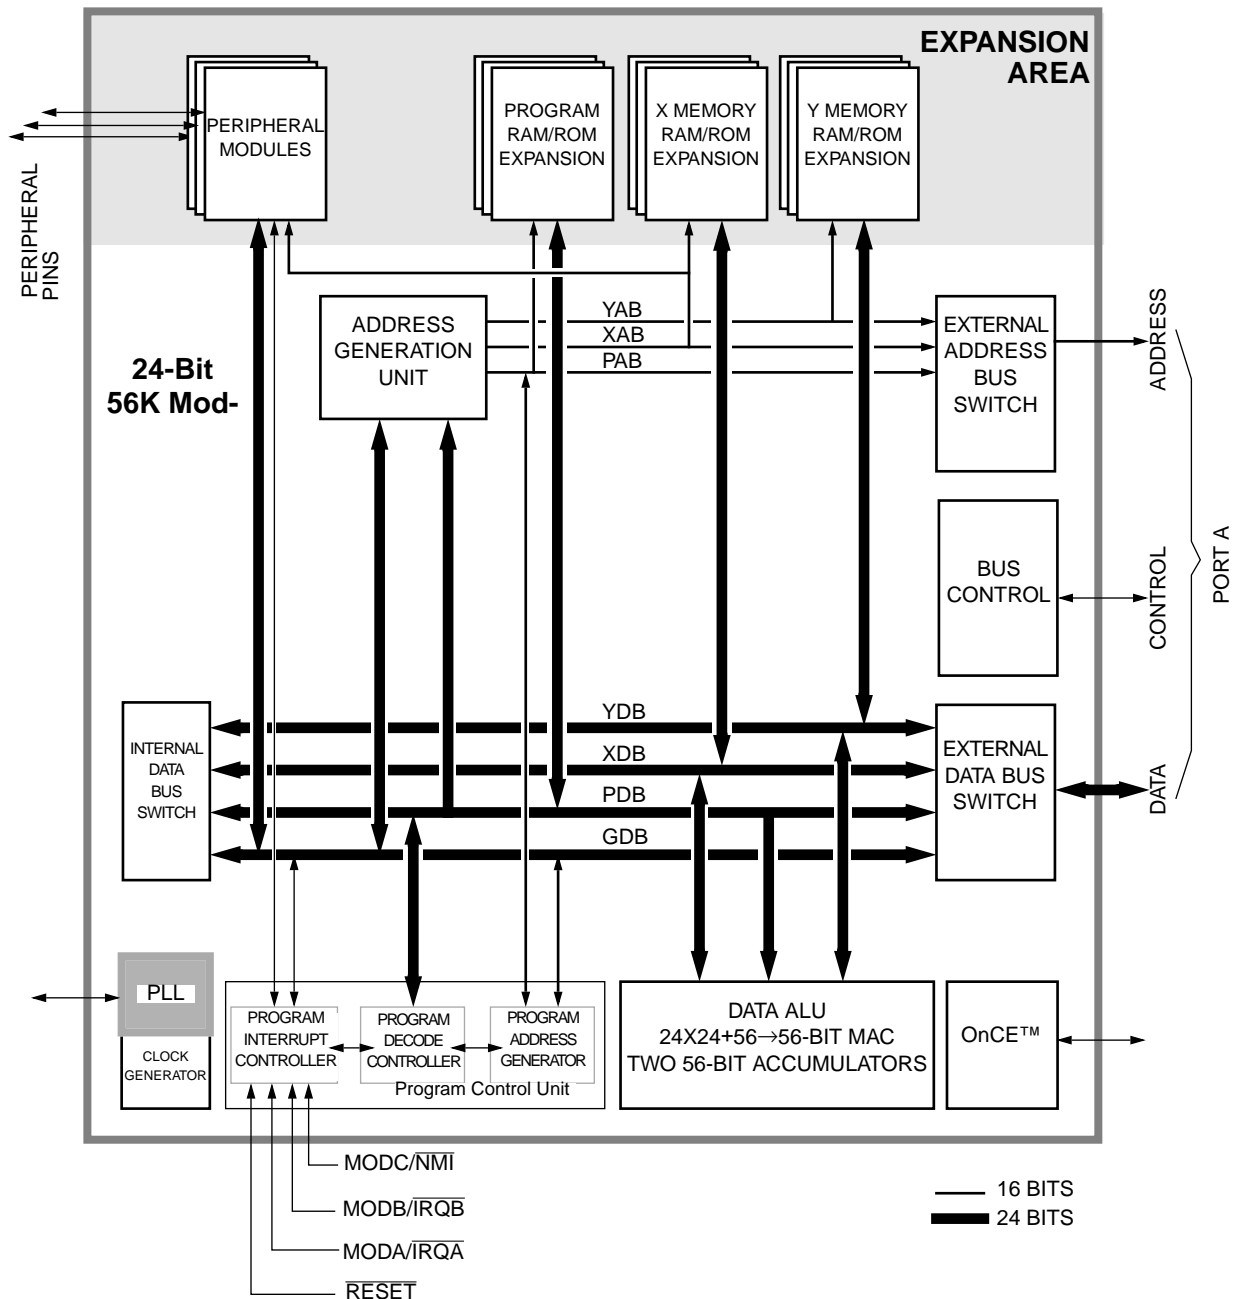 EXPANSION
AREA
PERIPHERAL
MODULES
PROGRAM
RAM/ROM
EXPANSION
X MEMORY
RAM/ROM
EXPANSION
Y MEMORY
RAM/ROM
EXPANSION
PERIPHERAL
PINS
24-Bit
56K Mod-
ADDRESS
GENERATION
UNIT
YAB
XAB
PAB
EXTERNAL
ADDRESS
BUS
SWITCH
ADDRESS
BUS
CONTROL
CONTROL
PORT A
INTERNAL
DATA
BUS
SWITCH
YDB
XDB
PDB
GDB
EXTERNAL
DATA BUS
SWITCH
DATA
PLL
CLOCK
GENERATOR
PROGRAM
INTERRUPT
CONTROLLER
PROGRAM
DECODE
CONTROLLER
PROGRAM
ADDRESS
GENERATOR
Program Control Unit
DATA ALU
24X24+56→56-BIT MAC
TWO 56-BIT ACCUMULATORS
OnCE™
MODC/N̅M̅I̅
MODB/I̅R̅Q̅B̅
MODA/I̅R̅Q̅A̅
R̅E̅S̅E̅T̅
16 BITS
24 BITS